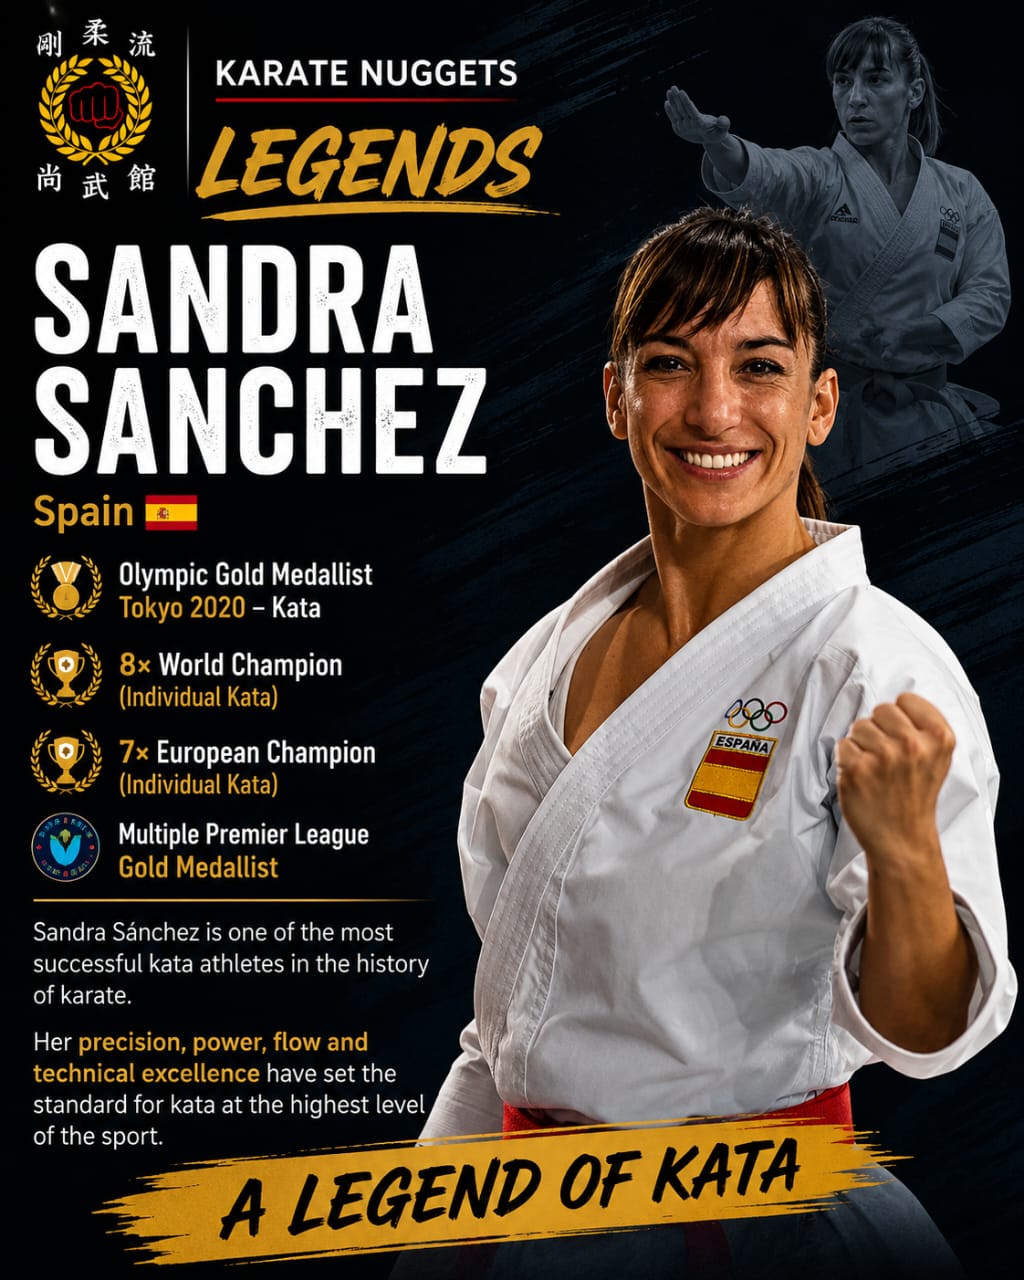 剛柔流
尚武館
KARATE NUGGETS
LEGENDS
SANDRA
SANCHEZ
Spain
Olympic Gold Medallist
Tokyo 2020 – Kata
8× World Champion
(Individual Kata)
7× European Champion
(Individual Kata)
Multiple Premier League
Gold Medallist
Sandra Sánchez is one of the most
successful kata athletes in the history
of karate.
Her precision, power, flow and
technical excellence have set the
standard for kata at the highest level
of the sport.
adidas
ESPAÑA
A LEGEND OF KATA